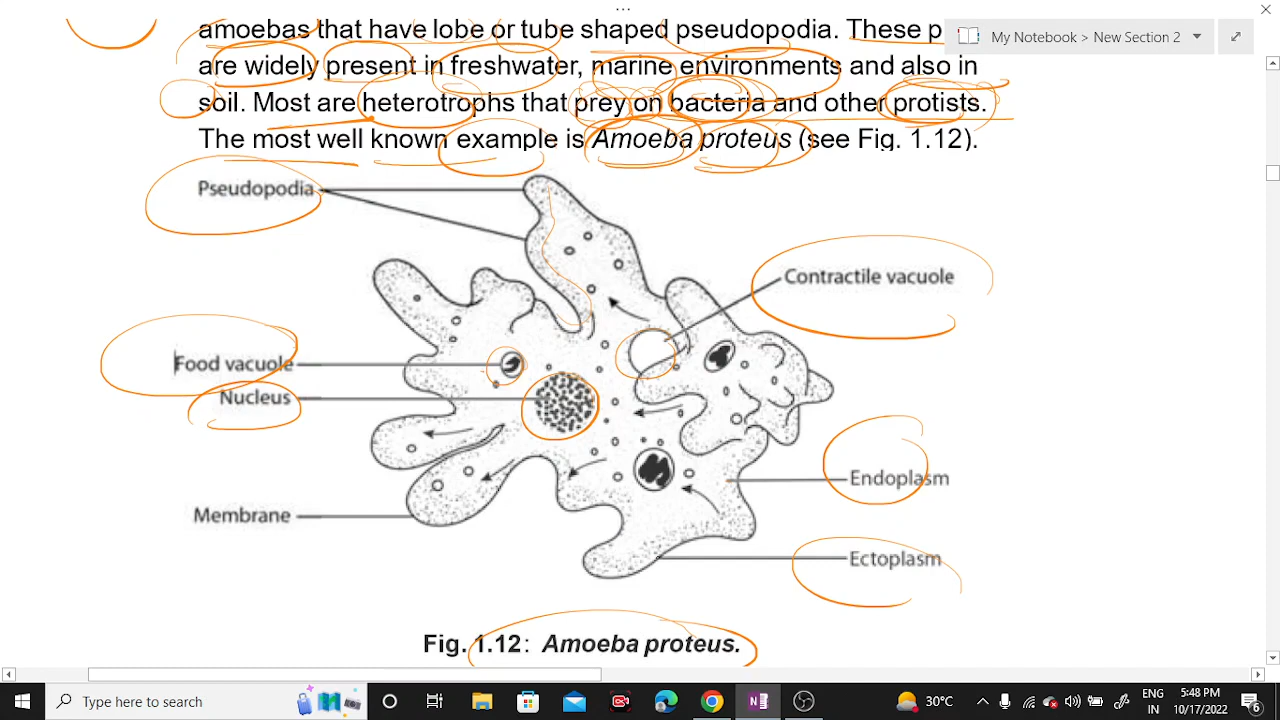 ...
amoebas that have lobe or tube shaped pseudopodia. These p
My Notebook > New Section 2
are widely present in freshwater, marine environments and also in
soil. Most are heterotrophs that prey on bacteria and other protists.
The most well known example is Amoeba proteus (see Fig. 1.12).
Pseudopodia
Contractile vacuole
Food vacuole
Nucleus
Endoplasm
Membrane
Ectoplasm
Fig. 1.12: Amoeba proteus.
Type here to search
30°C
ENG
IN
5:48 PM
10/17/2022
6